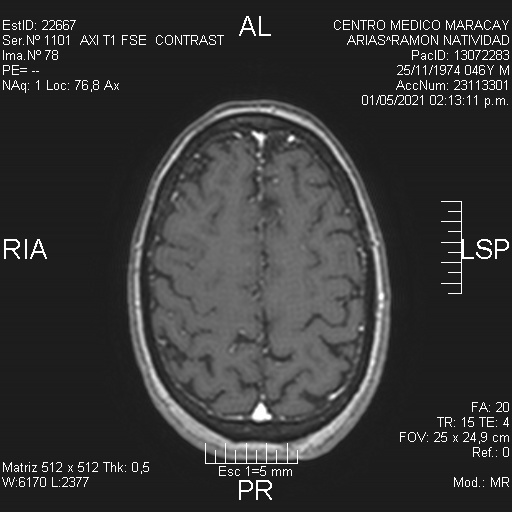 EstID: 22667
Ser.Nº 1101 AXI T1 FSE CONTRAST
Ima.Nº 78
PE= --
NAq: 1 Loc: 76,8 Ax
AL
CENTRO MEDICO MARACAY
ARIAS^RAMON NATIVIDAD
PacID: 13072283
25/11/1974 046Y M
AccNum: 23113301
01/05/2021 02:13:11 p.m.
RIA
LSP
FA: 20
TR: 15 TE: 4
FOV: 25 x 24,9 cm
Ref.: 0
Mod.: MR
Matriz 512 x 512 Thk: 0,5
W:6170 L:2377
Esc 1=5 mm
PR